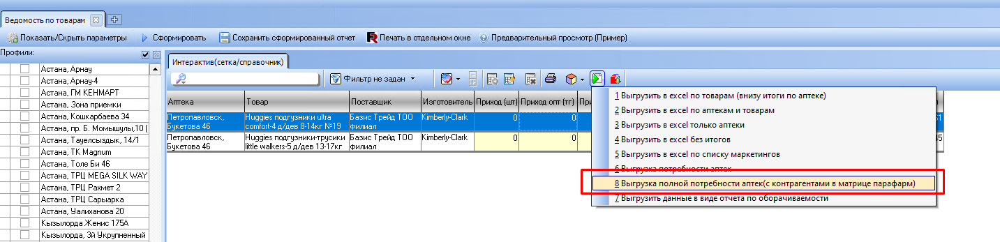 Ведомость по товарам
Показать/Скрыть параметры Сформировать Сохранить сформированный отчет Печать в отдельном окне Предварительный просмотр (Пример)
Профили:
Астана, Арнау
Астана, Арнау-4
Астана, ГМ КЕНМАРТ
Астана, Зона приемки
Астана, Кошкарбаева 34
Астана, пр. Б. Момышулы,10 (
Астана, Тауелсыздык, 14/1
Астана, ТК Magnum
Астана, Толе Би 46
Астана, ТРЦ MEGA SILK WAY
Астана, ТРЦ Рахмет 2
Астана, ТРЦ Сарыарка
Астана, Уалиханова 20
Кызылорда Женис 175А
Кызылорда, 3й Укрупненный
Интерактив(сетка/справочник)
Фильтр не задан
Аптека Товар Поставщик Изготовитель Приход (шт) Приход опт (тг)
Петропавловск, Huggies подгузники ultra Базис Трейд ТОО Kimberly-Clark 0 0
Букетова 46 comfort-4 д/дев 8-14кг №19 филиал
Петропавловск, Huggies подгузники-трусики Базис Трейд ТОО Kimberly-Clark 0 0 45
Букетова 46 little walkers-5 д/дев 13-17кг филиал
1 Выгрузить в excel по товарам (внизу итоги по аптеке)
2 Выгрузить в excel по аптекам и товарам
3 Выгрузить в excel только аптеки
4 Выгрузить в excel без итогов
5 Выгрузить в excel по списку маркетингов
6 Выгрузка потребности аптек
8 Выгрузка полной потребности аптек(с контрагентами в матрице парафарм)
7 Выгрузить данные в виде отчета по оборачиваемости